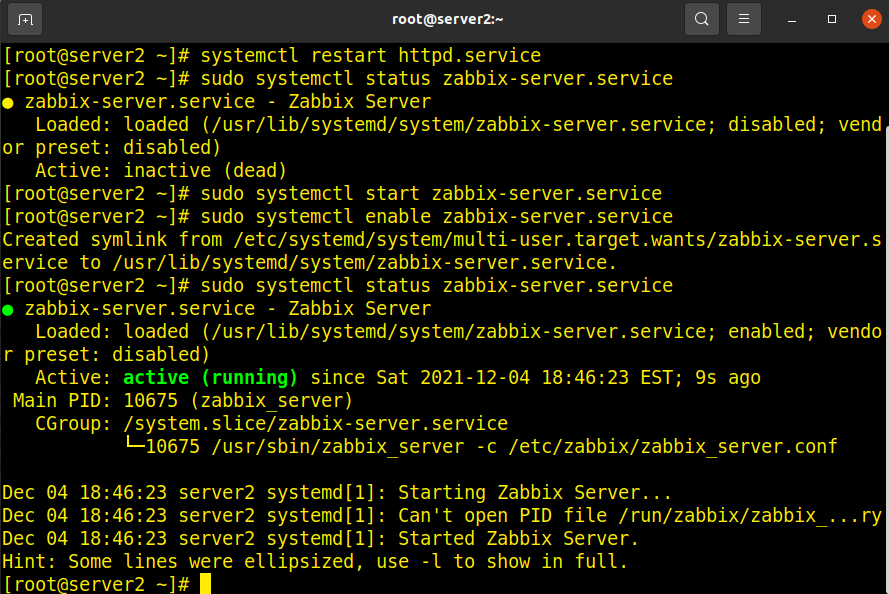 root@server2:~
[root@server2 ~]# systemctl restart httpd.service
[root@server2 ~]# sudo systemctl status zabbix-server.service
● zabbix-server.service - Zabbix Server
   Loaded: loaded (/usr/lib/systemd/system/zabbix-server.service; disabled; vend
or preset: disabled)
   Active: inactive (dead)
[root@server2 ~]# sudo systemctl start zabbix-server.service
[root@server2 ~]# sudo systemctl enable zabbix-server.service
Created symlink from /etc/systemd/system/multi-user.target.wants/zabbix-server.s
ervice to /usr/lib/systemd/system/zabbix-server.service.
[root@server2 ~]# sudo systemctl status zabbix-server.service
● zabbix-server.service - Zabbix Server
   Loaded: loaded (/usr/lib/systemd/system/zabbix-server.service; enabled; vendo
r preset: disabled)
   Active: active (running) since Sat 2021-12-04 18:46:23 EST; 9s ago
 Main PID: 10675 (zabbix_server)
   CGroup: /system.slice/zabbix-server.service
           └─10675 /usr/sbin/zabbix_server -c /etc/zabbix/zabbix_server.conf
Dec 04 18:46:23 server2 systemd[1]: Starting Zabbix Server...
Dec 04 18:46:23 server2 systemd[1]: Can't open PID file /run/zabbix/zabbix_...ry
Dec 04 18:46:23 server2 systemd[1]: Started Zabbix Server.
Hint: Some lines were ellipsized, use -l to show in full.
[root@server2 ~]#